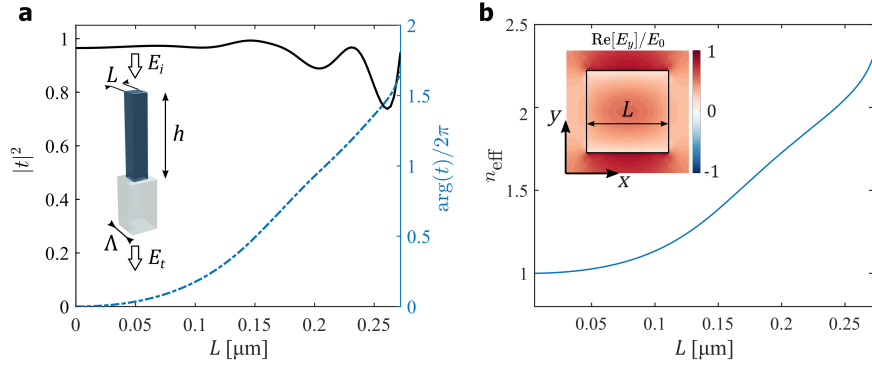 a
1
0.8
0.6
0.4
0.2
0
|t|²
2
1.5
1
0.5
0
arg(t)/2π
0
0.05
0.1
0.15
0.2
0.25
L [μm]
E_i
L
h
Λ
E_t
b
2.5
2
1.5
1
n_eff
0.05
0.1
0.15
0.2
0.25
L [μm]
Re[E_y]/E_0
1
0
-1
L
y
x